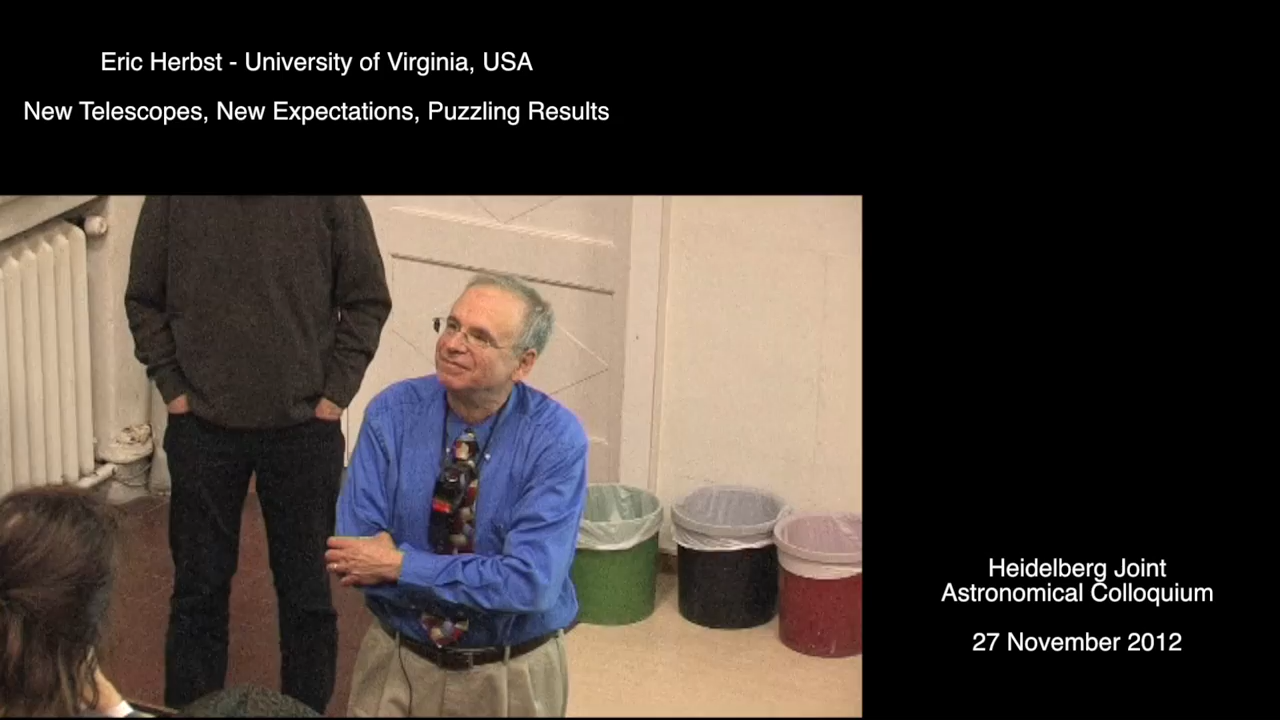 Eric Herbst - University of Virginia, USA
New Telescopes, New Expectations, Puzzling Results
Heidelberg Joint
Astronomical Colloquium
27 November 2012